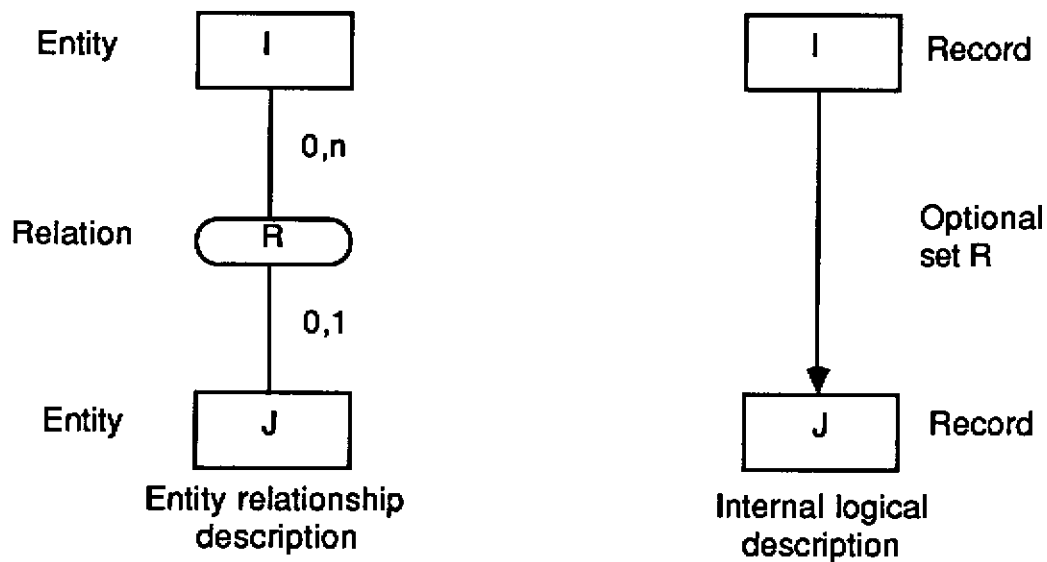 Entity
I
0,n
Relation
R
0,1
Entity
J
Entity relationship
description
I
Record
Optional
set R
J
Record
Internal logical
description